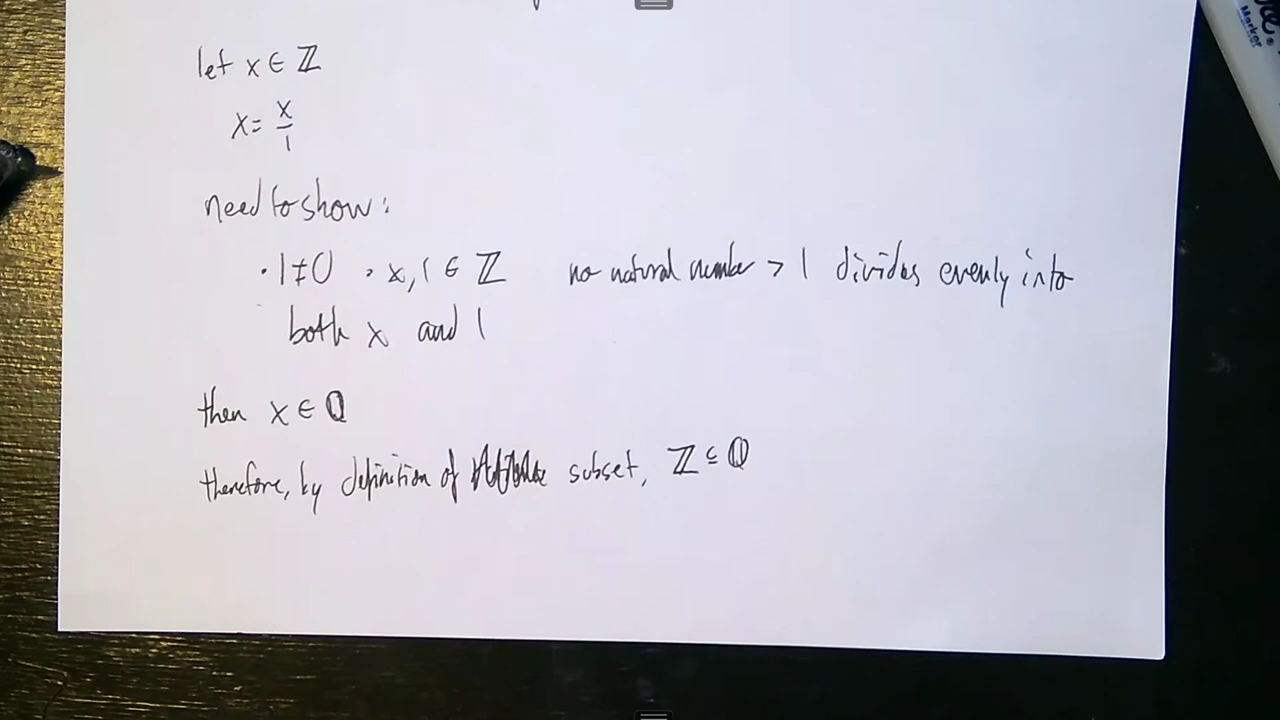 let x ∈ ℤ
x = x/1
need to show:
· 1≠0 · x, 1 ∈ ℤ no natural number > 1 divides evenly into
both x and 1
then x ∈ ℚ
therefore, by definition of subset, ℤ ⊆ ℚ
Marker